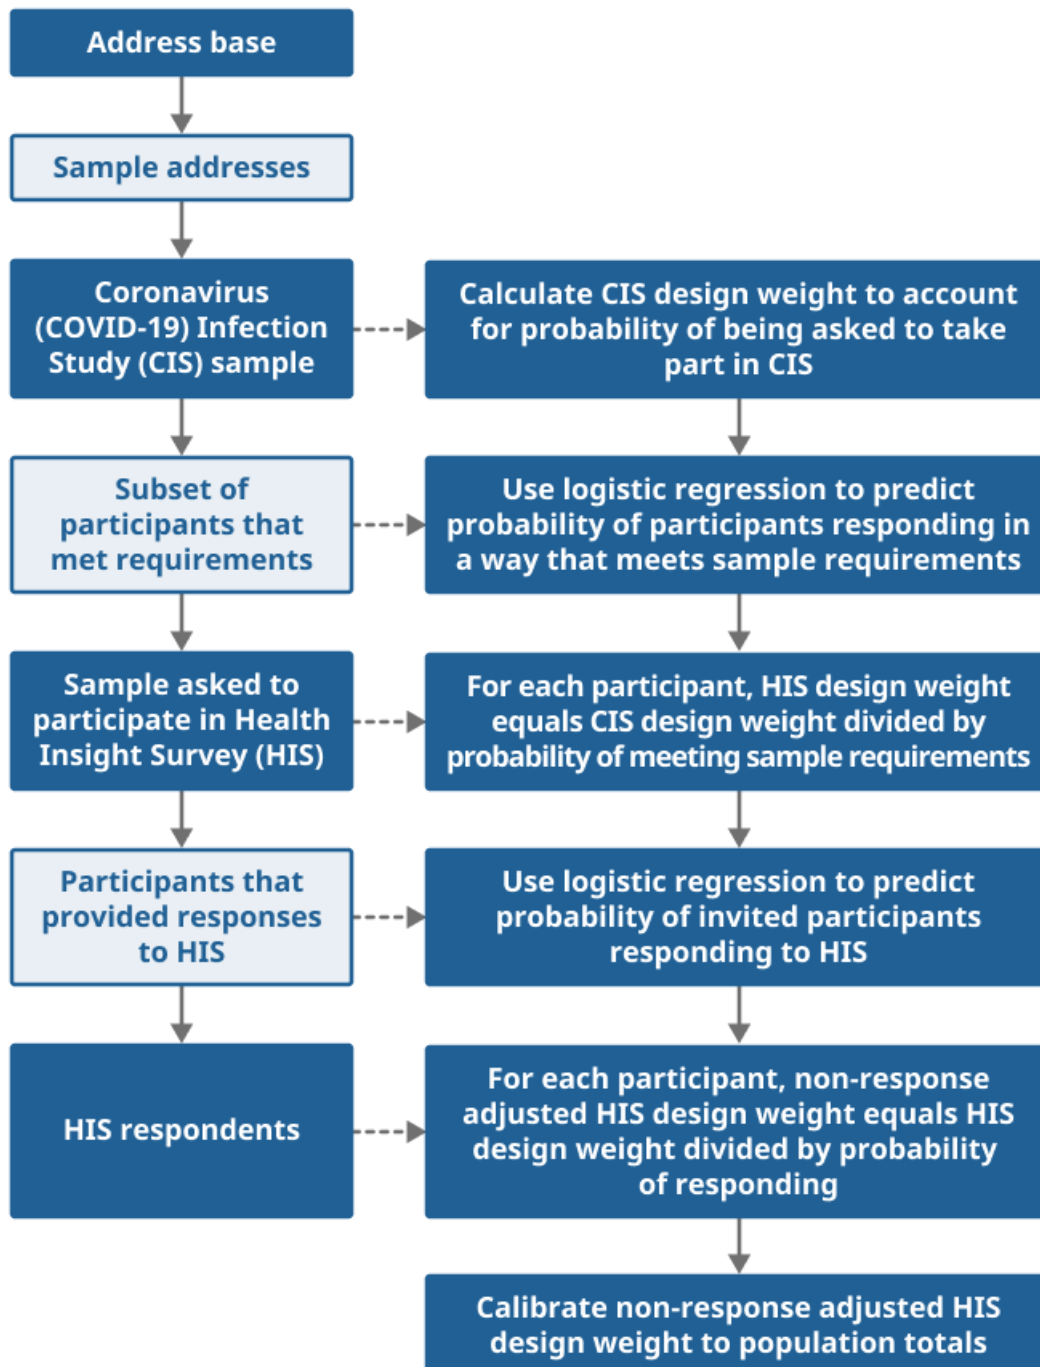 Address base
Sample addresses
Coronavirus
(COVID-19) Infection
Study (CIS) sample
Calculate CIS design weight to account
for probability of being asked to take
part in CIS
Subset of
participants that
met requirements
Use logistic regression to predict
probability of participants responding in
a way that meets sample requirements
Sample asked to
participate in Health
Insight Survey (HIS)
For each participant, HIS design weight
equals CIS design weight divided by
probability of meeting sample requirements
Participants that
provided responses
to HIS
Use logistic regression to predict
probability of invited participants
responding to HIS
HIS respondents
For each participant, non-response
adjusted HIS design weight equals HIS
design weight divided by probability
of responding
Calibrate non-response adjusted HIS
design weight to population totals